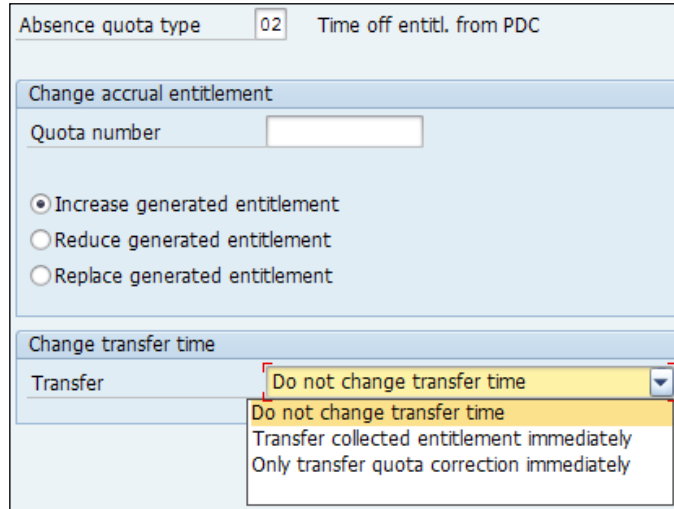 Absence quota type 02 Time off entitl. from PDC
Change accrual entitlement
Quota number
Increase generated entitlement
Reduce generated entitlement
Replace generated entitlement
Change transfer time
Transfer Do not change transfer time
Do not change transfer time
Transfer collected entitlement immediately
Only transfer quota correction immediately